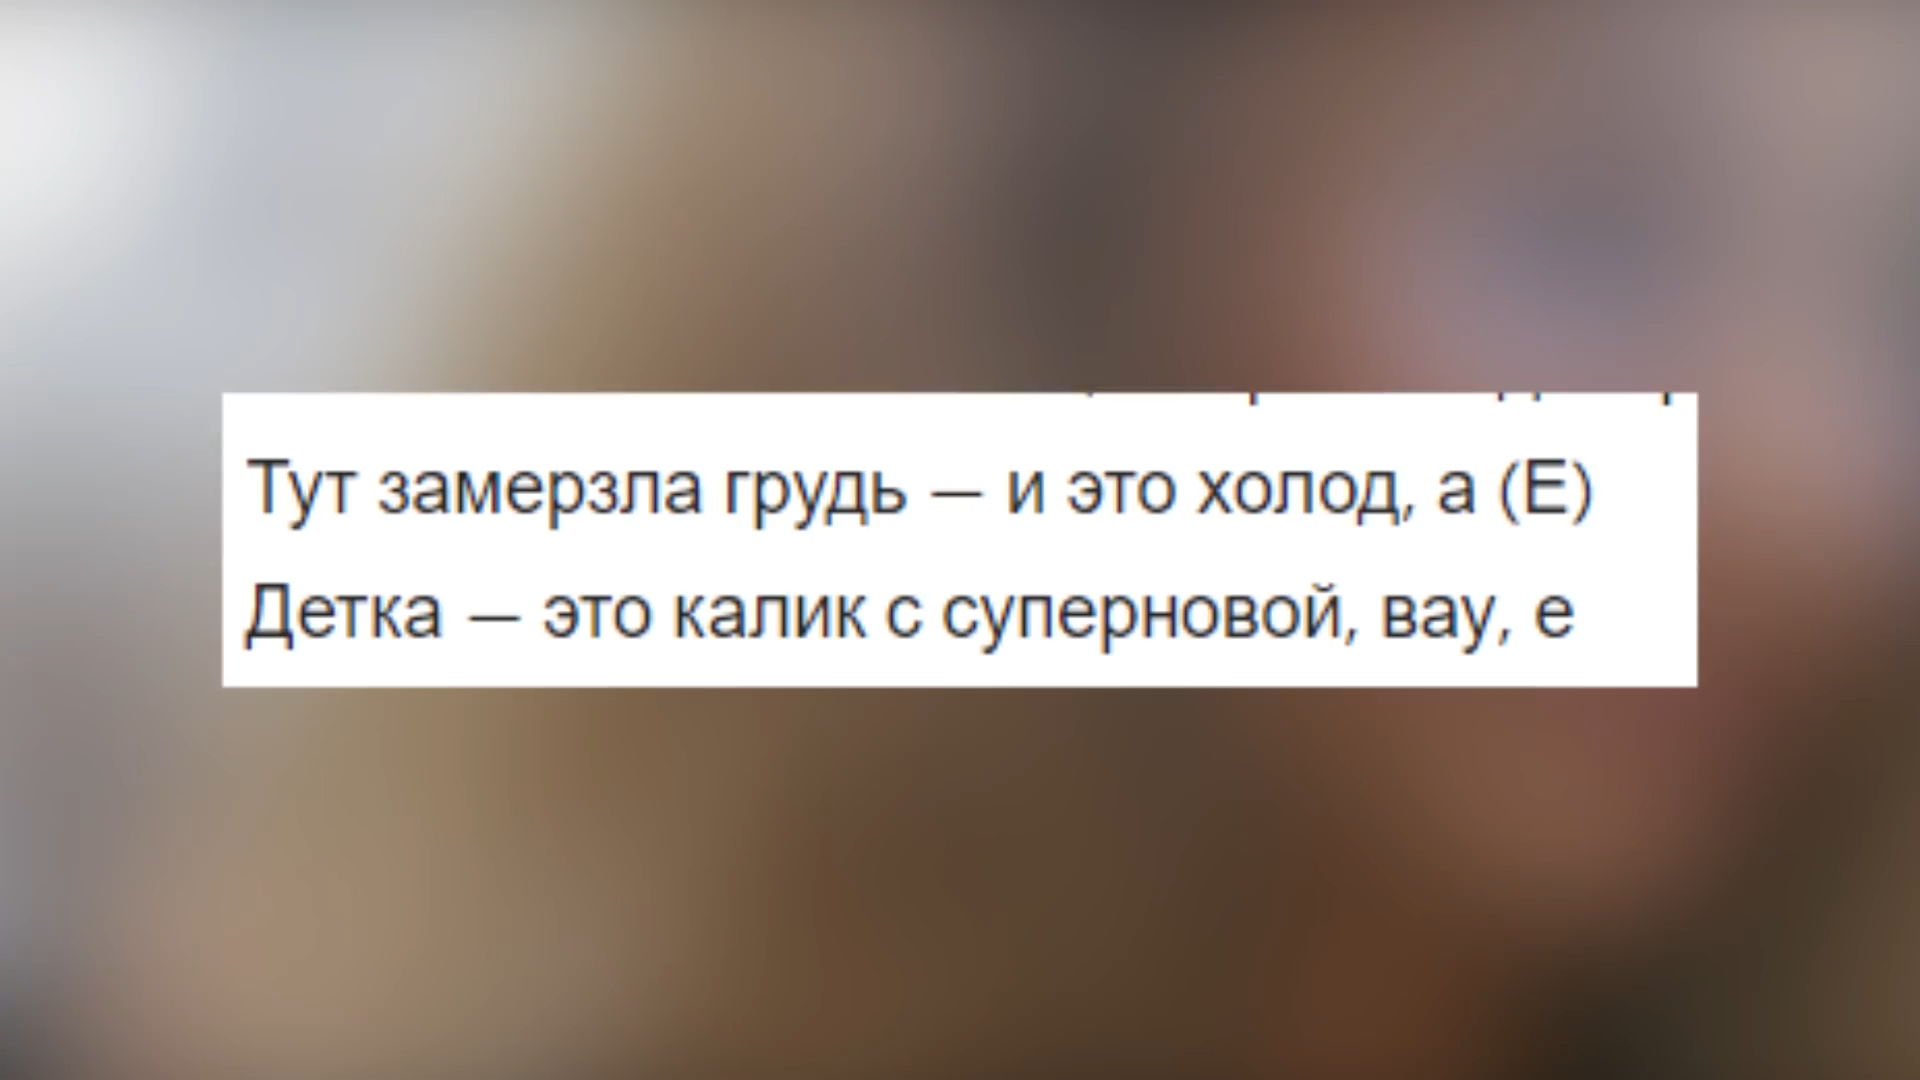 Тут замерзла грудь — и это холод, а (Е)
Детка — это калик с суперновой, вау, е